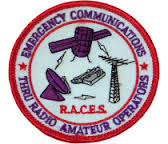 EMERGENCY COMMUNICATIONS
R.A.C.E.S.
THRU RADIO AMATEUR OPERATORS